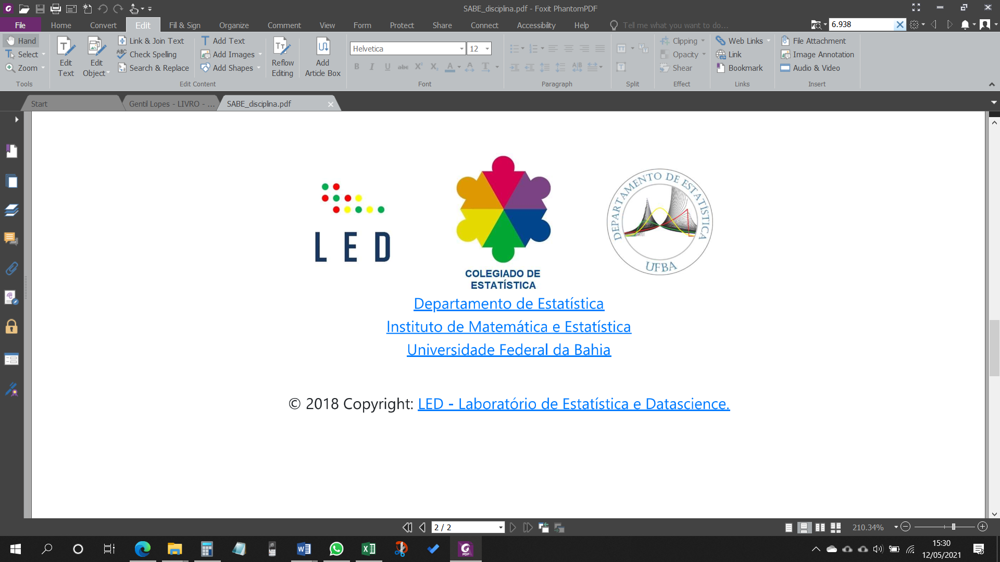 SABE_disciplina.pdf - Foxit PhantomPDF
File Home Convert Edit Fill & Sign Organize Comment View Form Protect Share Connect Accessibility Help Tell me what you want to do... 6.938
Hand
Select
Zoom
Tools
Edit Text
Edit Object
Link & Join Text
Check Spelling
Search & Replace
Add Text
Add Images
Add Shapes
Edit Content
Reflow Editing
Add Article Box
Helvetica 12
Font
Paragraph
Split
Clipping
Opacity
Shear
Effect
Web Links
Link
Bookmark
Links
File Attachment
Image Annotation
Audio & Video
Insert
Start Gentil Lopes - LIVRO - ... SABE_disciplina.pdf
LED
COLEGIADO DE
ESTATÍSTICA
DEPARTAMENTO DE ESTATÍSTICA
UFBA
Departamento de Estatística
Instituto de Matemática e Estatística
Universidade Federal da Bahia
© 2018 Copyright: LED - Laboratório de Estatística e Datascience.
2 / 2 210.34%
15:30
12/05/2021